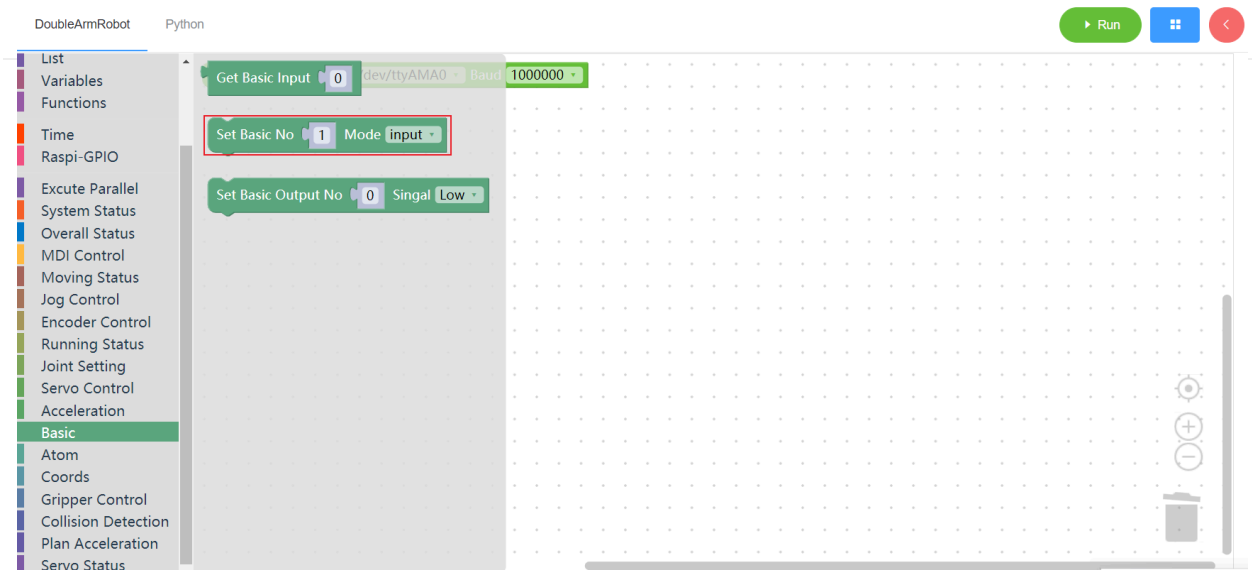 DoubleArmRobot Python Run
List
Variables
Functions
Time
Raspi-GPIO
Excute Parallel
System Status
Overall Status
MDI Control
Moving Status
Jog Control
Encoder Control
Running Status
Joint Setting
Servo Control
Acceleration
Basic
Atom
Coords
Gripper Control
Collision Detection
Plan Acceleration
Servo Status
Get Basic Input 0 dev/ttyAMA0 Baud 1000000
Set Basic No 1 Mode input
Set Basic Output No 0 Singal Low